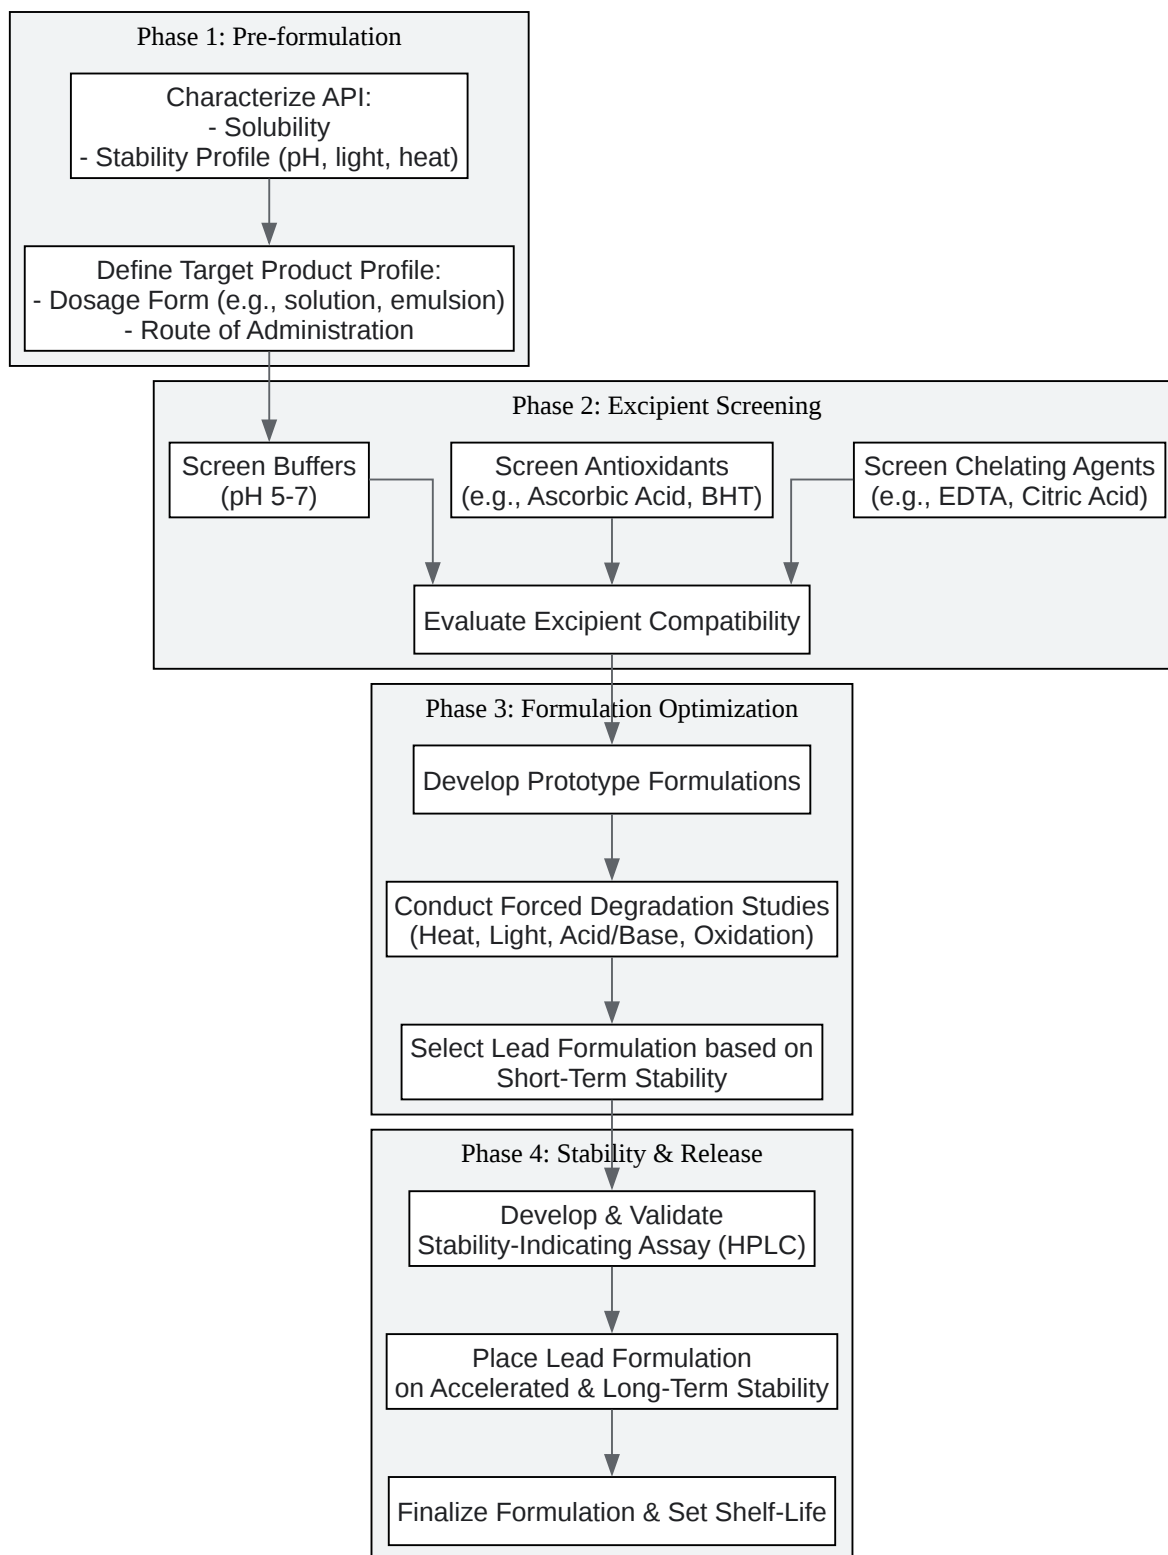 Phase 1: Pre-formulation
Characterize API:
- Solubility
- Stability Profile (pH, light, heat)
Define Target Product Profile:
- Dosage Form (e.g., solution, emulsion)
- Route of Administration
Phase 2: Excipient Screening
Screen Buffers
(pH 5-7)
Screen Antioxidants
(e.g., Ascorbic Acid, BHT)
Screen Chelating Agents
(e.g., EDTA, Citric Acid)
Evaluate Excipient Compatibility
Phase 3: Formulation Optimization
Develop Prototype Formulations
Conduct Forced Degradation Studies
(Heat, Light, Acid/Base, Oxidation)
Select Lead Formulation based on
Short-Term Stability
Phase 4: Stability & Release
Develop & Validate
Stability-Indicating Assay (HPLC)
Place Lead Formulation
on Accelerated & Long-Term Stability
Finalize Formulation & Set Shelf-Life